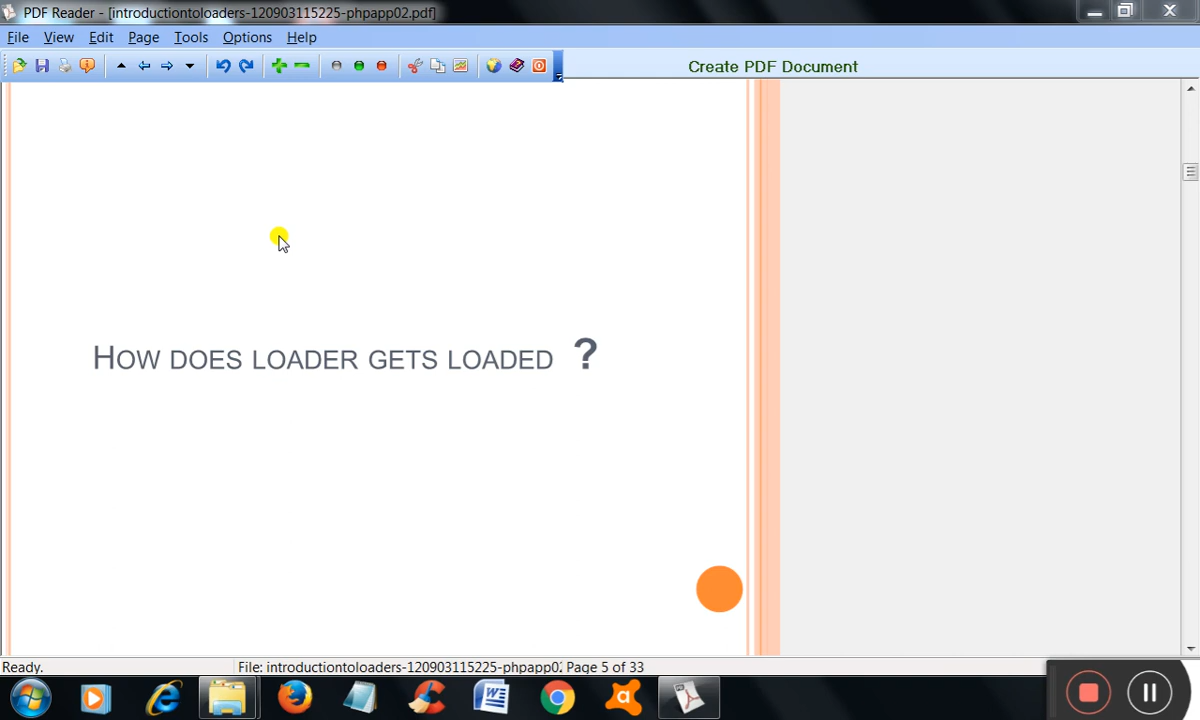 PDF Reader - [introductiontoloaders-120903115225-phpapp02.pdf]
File View Edit Page Tools Options Help
Create PDF Document
HOW DOES LOADER GETS LOADED ?
Ready. File: introductiontoloaders-120903115225-phpapp02 Page 5 of 33